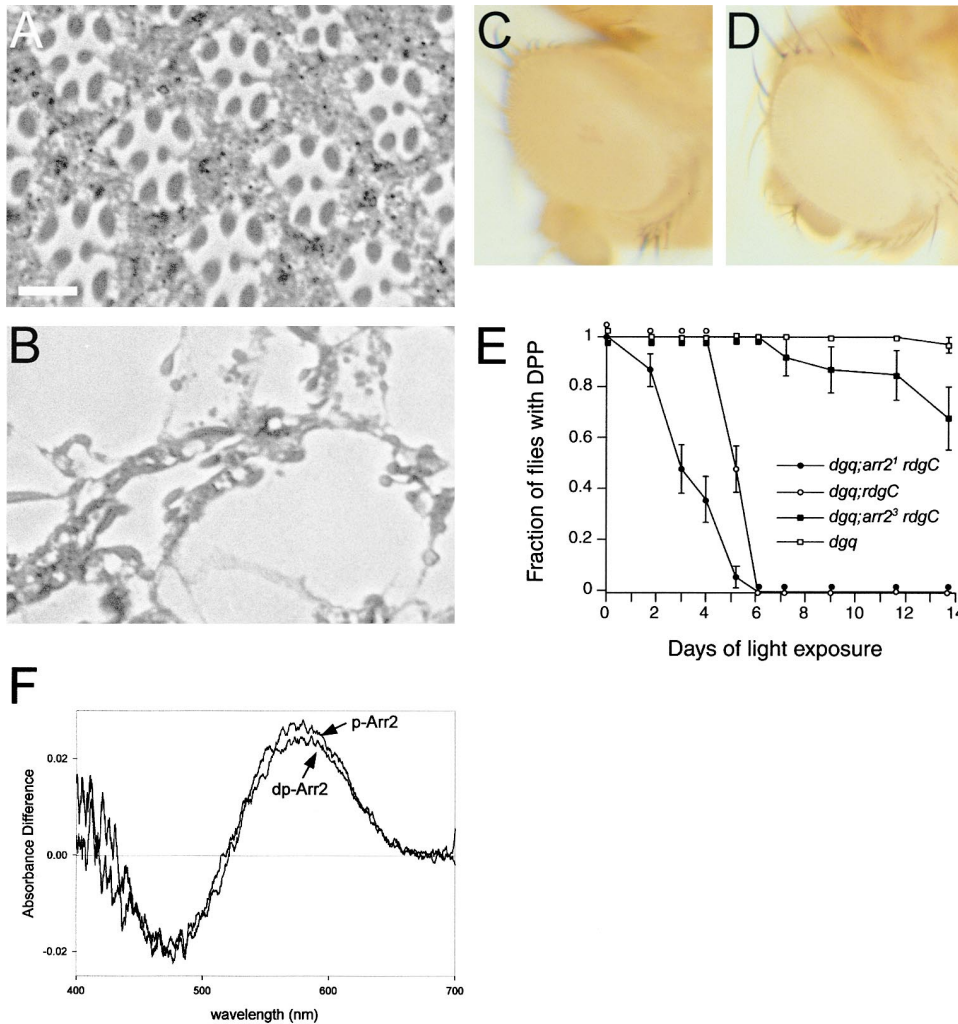 A
B
C
D
E
Fraction of flies with DPP
1
0.8
0.6
0.4
0.2
0
0 2 4 6 8 10 12 14
Days of light exposure
dgq;arr2¹ rdgC
dgq;rdgC
dgq;arr2³ rdgC
dgq
F
Absorbance Difference
0.02
0.00
-0.02
400 500 600 700
wavelength (nm)
p-Arr2
dp-Arr2